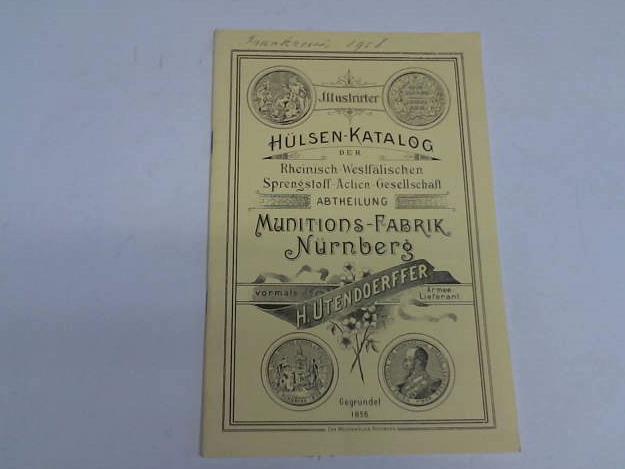 1958
Illustrirter
HÜLSEN-KATALOG
DER
Rheinisch-Westfälischen
Sprengstoff-Actien-Gesellschaft
ABTHEILUNG
MUNITIONS-FABRIK
Nürnberg
vormals
H. UTENDOERFFER
Armee
Lieferant
Gegründet
1856